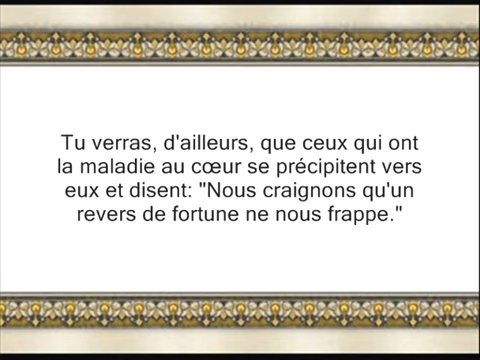 Tu verras, d'ailleurs, que ceux qui ont
la maladie au cœur se précipitent vers
eux et disent: "Nous craignons qu'un
revers de fortune ne nous frappe."